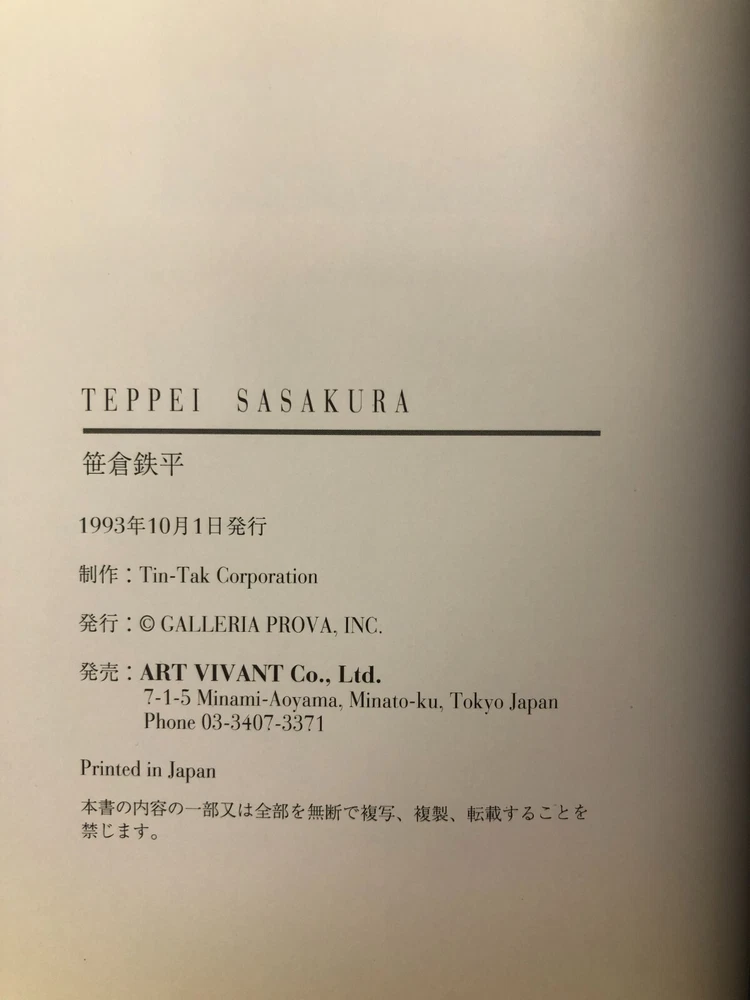 TEPPEI SASAKURA
笹倉鉄平
1993年10月1日発行
制作：Tin-Tak Corporation
発行：© GALLERIA PROVA, INC.
発売：ART VIVANT Co., Ltd.
7-1-5 Minami-Aoyama, Minato-ku, Tokyo Japan
Phone 03-3407-3371
Printed in Japan
本書の内容の一部又は全部を無断で複写、複製、転載することを
禁じます。